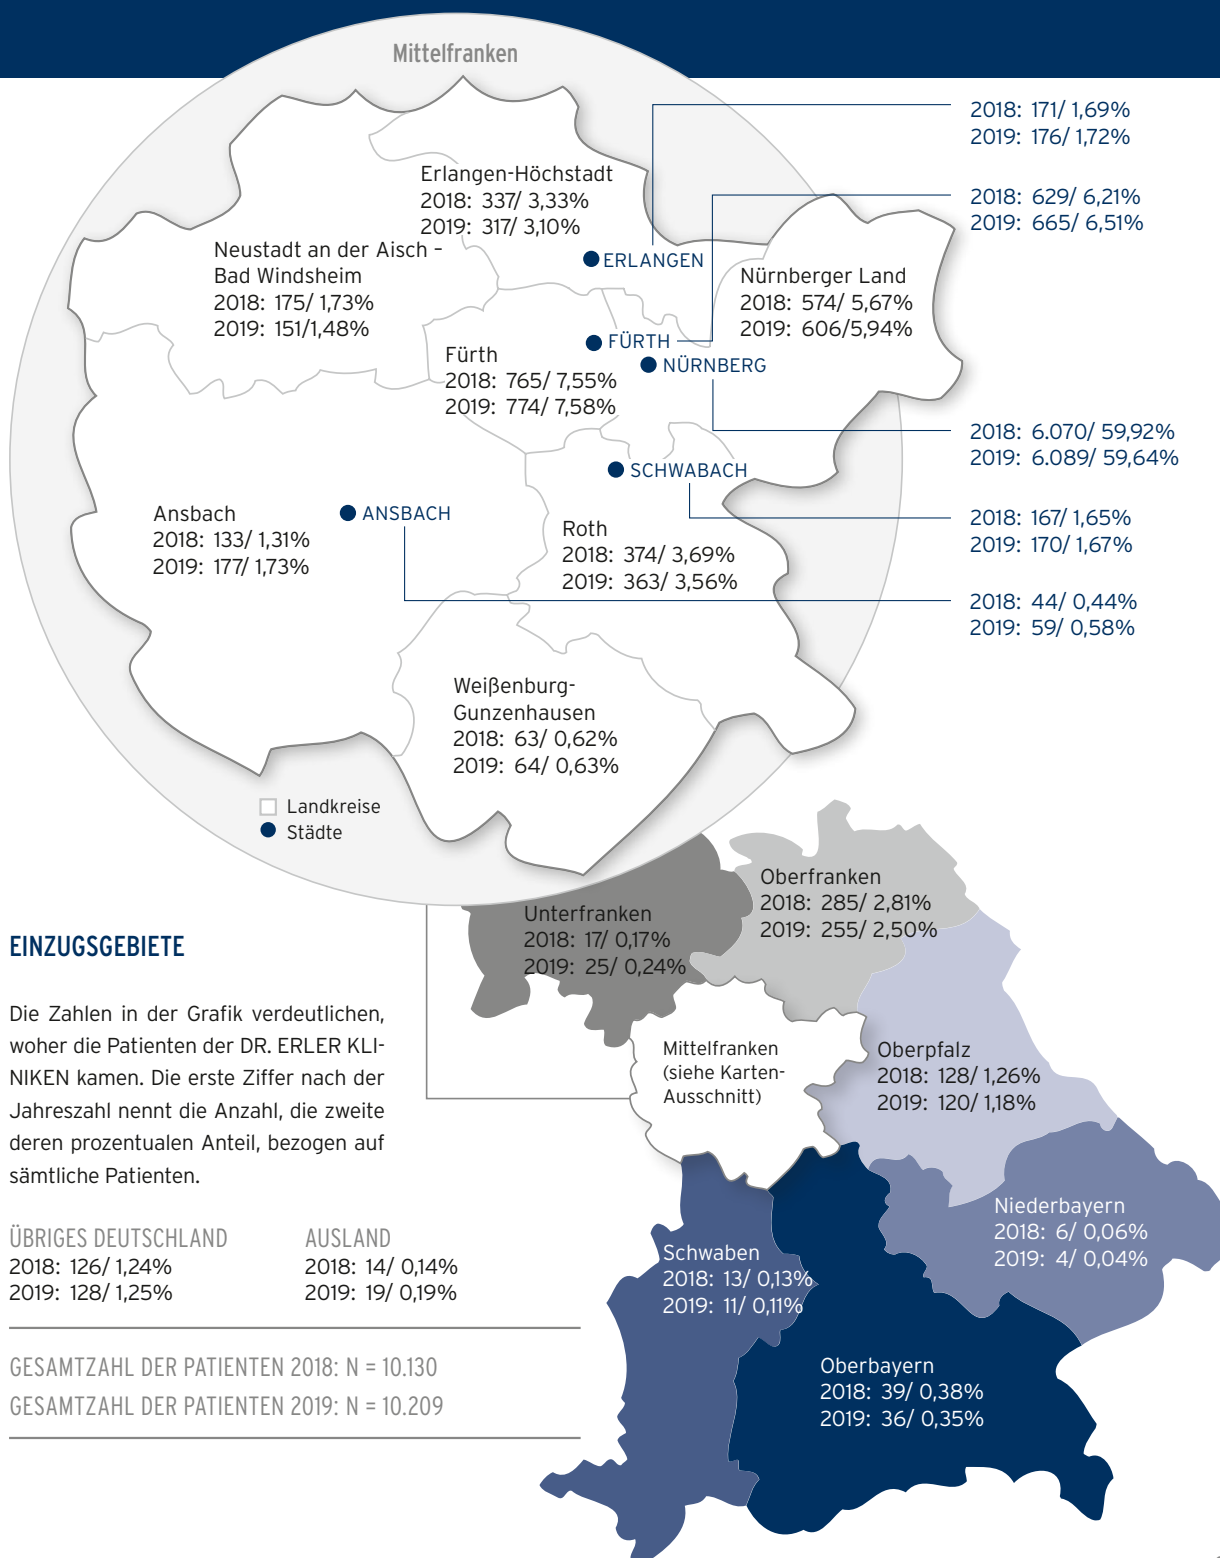 Mittelfranken
2018: 171/ 1,69%
2019: 176/ 1,72%
Erlangen-Höchstadt
2018: 337/ 3,33%
2019: 317/ 3,10%
2018: 629/ 6,21%
2019: 665/ 6,51%
Neustadt an der Aisch –
Bad Windsheim
2018: 175/ 1,73%
2019: 151/1,48%
ERLANGEN
Nürnberger Land
2018: 574/ 5,67%
2019: 606/5,94%
FÜRTH
NÜRNBERG
Fürth
2018: 765/ 7,55%
2019: 774/ 7,58%
2018: 6.070/ 59,92%
2019: 6.089/ 59,64%
SCHWABACH
2018: 167/ 1,65%
2019: 170/ 1,67%
Ansbach
2018: 133/ 1,31%
2019: 177/ 1,73%
ANSBACH
Roth
2018: 374/ 3,69%
2019: 363/ 3,56%
2018: 44/ 0,44%
2019: 59/ 0,58%
Weißenburg-
Gunzenhausen
2018: 63/ 0,62%
2019: 64/ 0,63%
Landkreise
Städte
Oberfranken
2018: 285/ 2,81%
2019: 255/ 2,50%
Unterfranken
2018: 17/ 0,17%
2019: 25/ 0,24%
EINZUGSGEBIETE
Die Zahlen in der Grafik verdeutlichen,
woher die Patienten der DR. ERLER KLI-
NIKEN kamen. Die erste Ziffer nach der
Jahreszahl nennt die Anzahl, die zweite
deren prozentualen Anteil, bezogen auf
sämtliche Patienten.
Mittelfranken
(siehe Karten-
Ausschnitt)
Oberpfalz
2018: 128/ 1,26%
2019: 120/ 1,18%
Niederbayern
2018: 6/ 0,06%
2019: 4/ 0,04%
ÜBRIGES DEUTSCHLAND
2018: 126/ 1,24%
2019: 128/ 1,25%
AUSLAND
2018: 14/ 0,14%
2019: 19/ 0,19%
Schwaben
2018: 13/ 0,13%
2019: 11/ 0,11%
GESAMTZAHL DER PATIENTEN 2018: N = 10.130
GESAMTZAHL DER PATIENTEN 2019: N = 10.209
Oberbayern
2018: 39/ 0,38%
2019: 36/ 0,35%